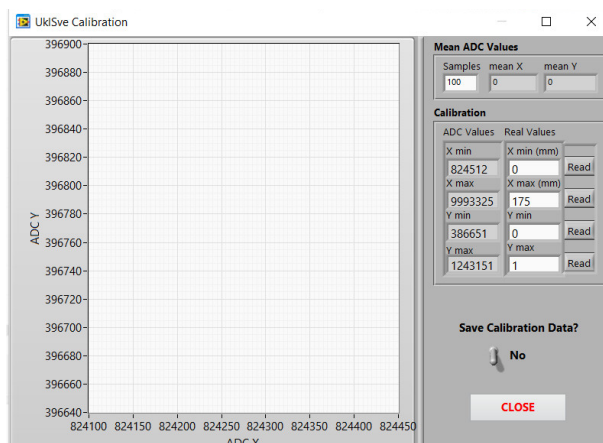 UklSve Calibration
396900
396880
396860
396840
396820
396800
396780
396760
396740
396720
396700
396680
396660
396640
ADC Y
824100 824150 824200 824250 824300 824350 824400 824450
ADC X
Mean ADC Values
Samples mean X mean Y
100 0 0
Calibration
ADC Values Real Values
X min X min (mm)
824512 0 Read
X max X max (mm)
9993325 175 Read
Y min Y min
386651 0 Read
Y max Y max
1243151 1 Read
Save Calibration Data?
No
CLOSE